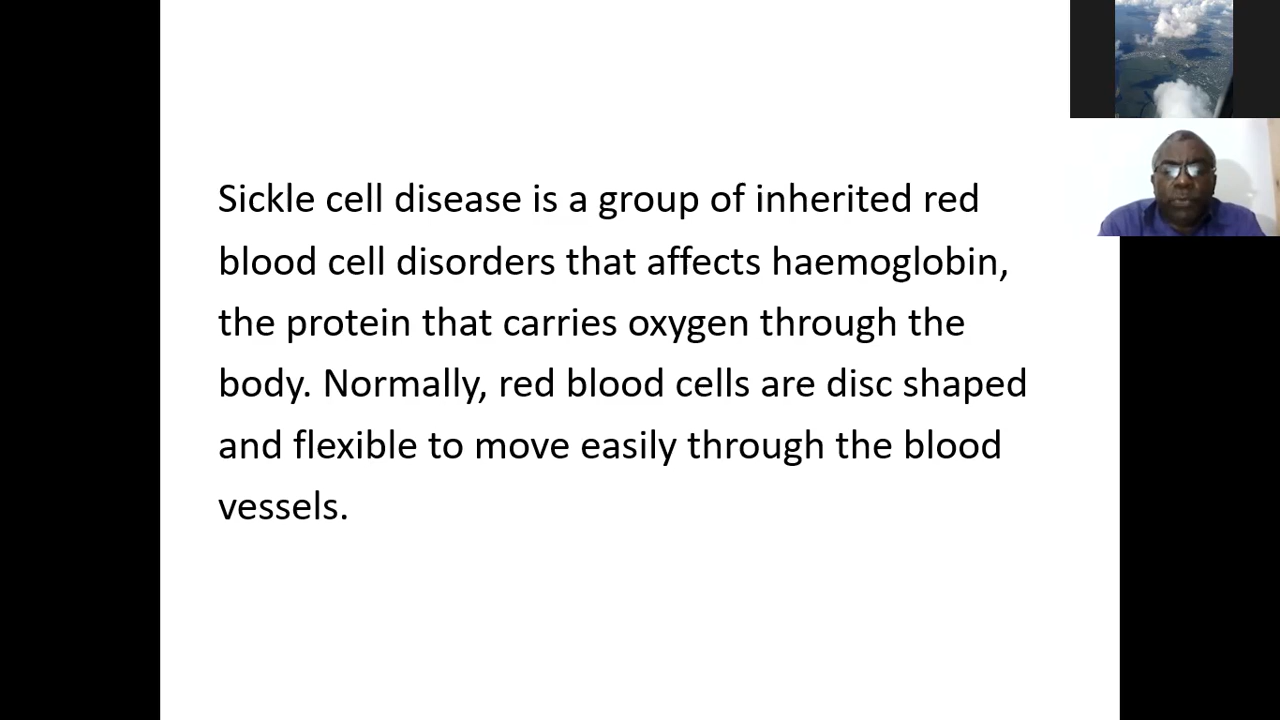 Sickle cell disease is a group of inherited red
blood cell disorders that affects haemoglobin,
the protein that carries oxygen through the
body. Normally, red blood cells are disc shaped
and flexible to move easily through the blood
vessels.